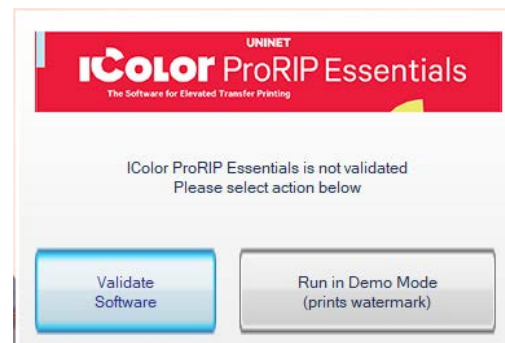 UNINET
IColor ProRIP Essentials
The Software for Elevated Transfer Printing
IColor ProRIP Essentials is not validated
Please select action below
Validate
Software
Run in Demo Mode
(prints watermark)